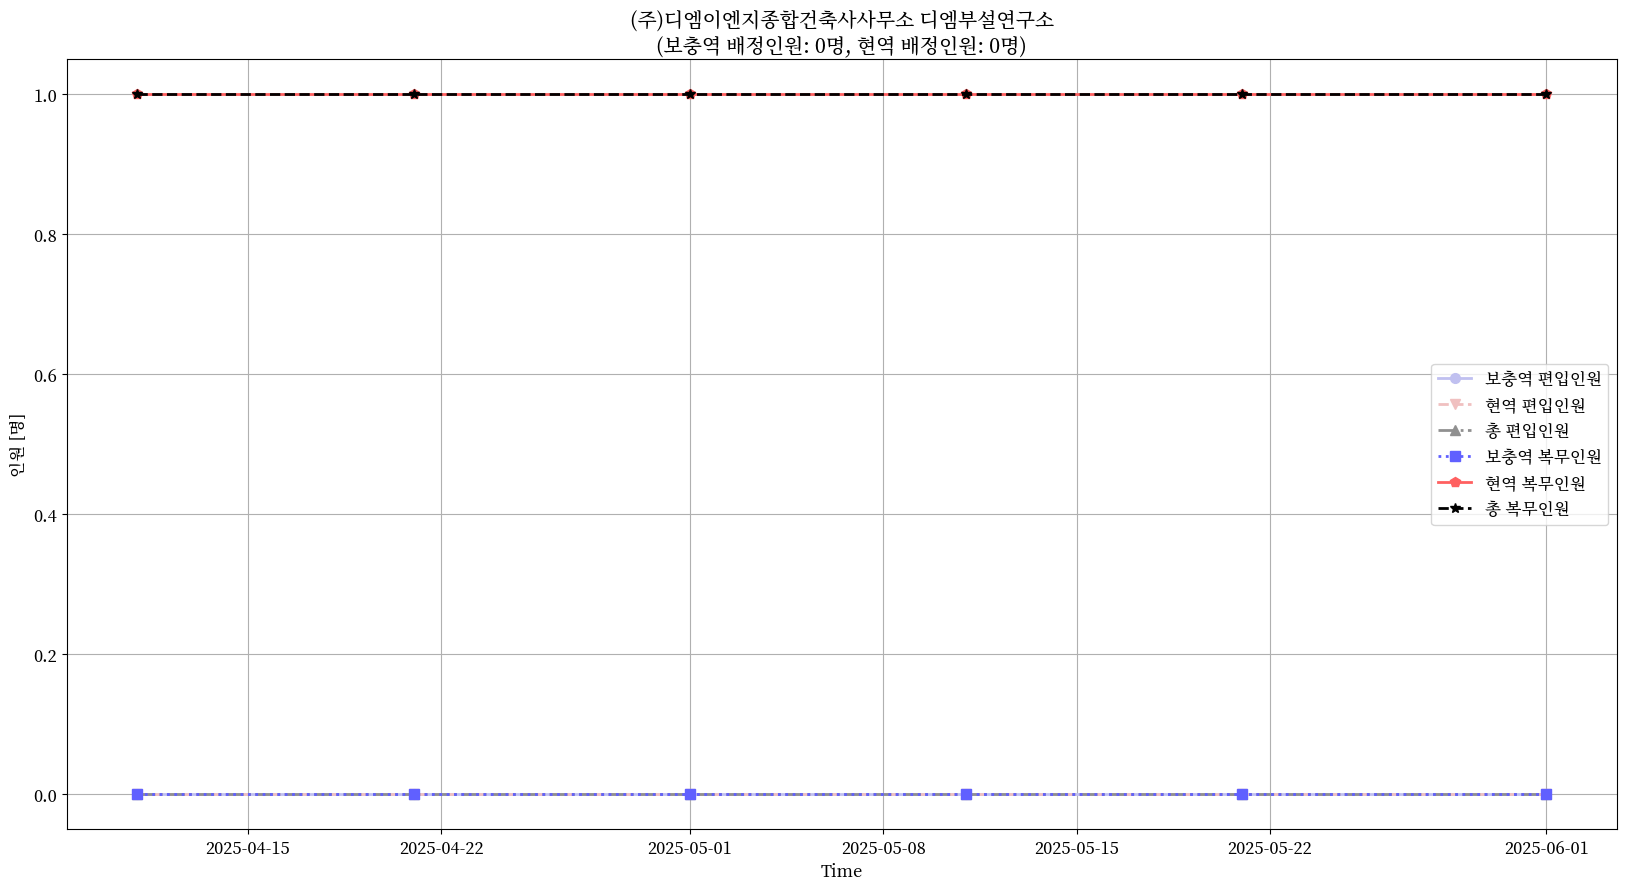 (주)디엠이엔지종합건축사사무소 디엠부설연구소
(보충역 배정인원: 0명, 현역 배정인원: 0명)
1.0
0.8
0.6
0.4
0.2
0.0
인원 [명]
보충역 편입인원
현역 편입인원
총 편입인원
보충역 복무인원
현역 복무인원
총 복무인원
2025-04-15 2025-04-22 2025-05-01 2025-05-08 2025-05-15 2025-05-22 2025-06-01
Time